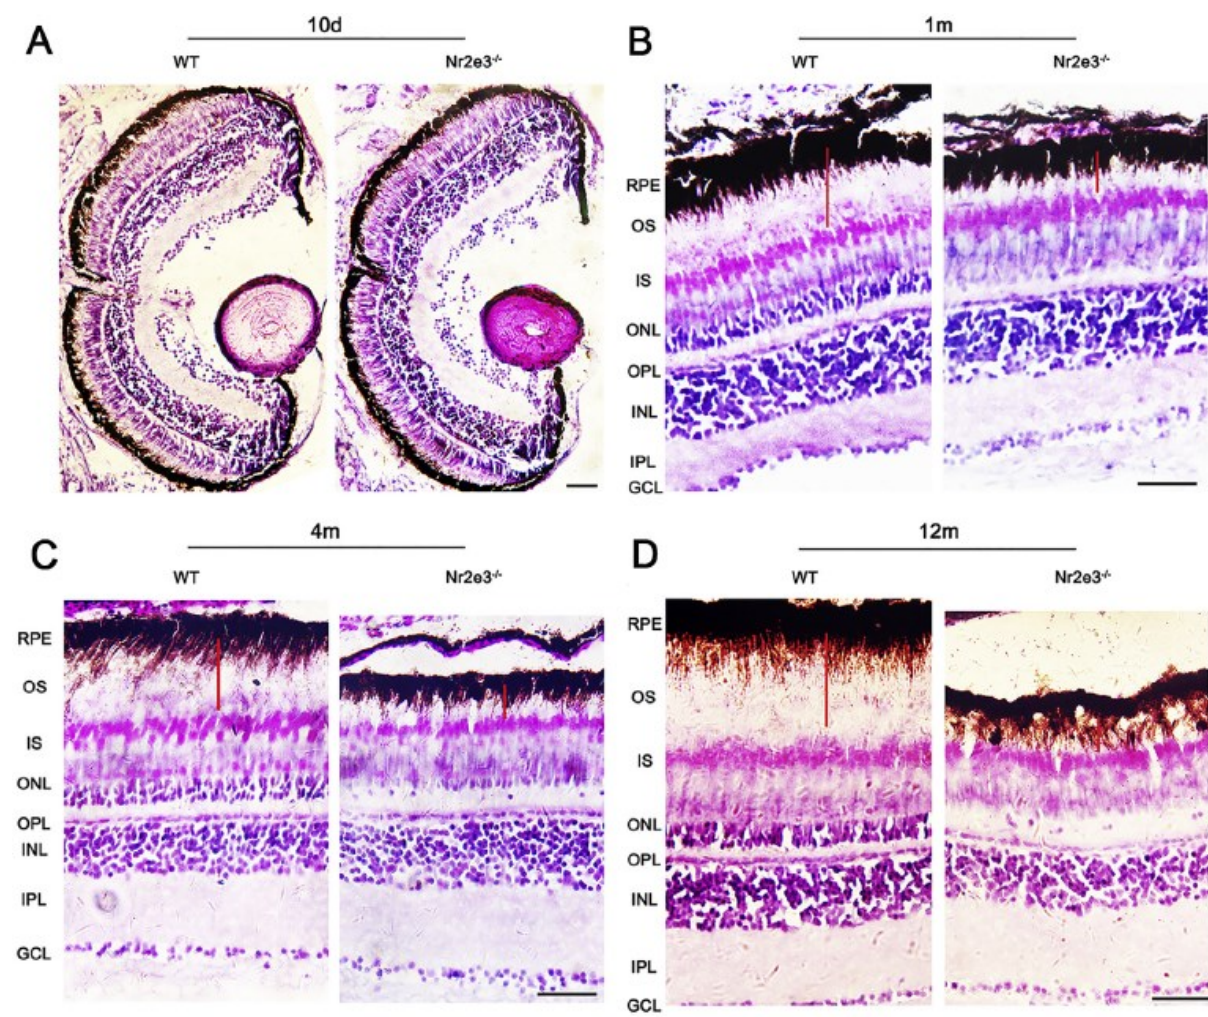 A
10d
WT
Nr2e3-/-
B
1m
WT
Nr2e3-/-
RPE
OS
IS
ONL
OPL
INL
IPL
GCL
C
4m
WT
Nr2e3-/-
RPE
OS
IS
ONL
OPL
INL
IPL
GCL
D
12m
WT
Nr2e3-/-
RPE
OS
IS
ONL
OPL
INL
IPL
GCL